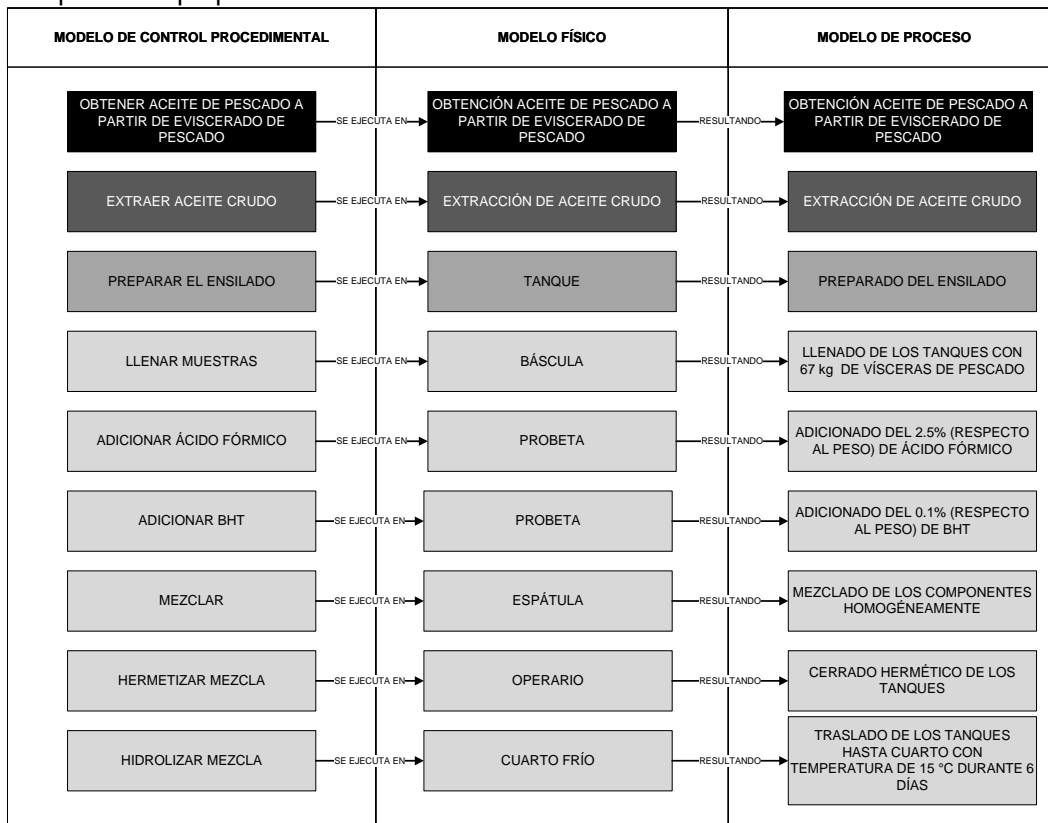 MODELO DE CONTROL PROCEDIMENTAL
MODELO FÍSICO
MODELO DE PROCESO
OBTENER ACEITE DE PESCADO A
PARTIR DE EVISCERADO DE
PESCADO
SE EJECUTA EN
OBTENCIÓN ACEITE DE PESCADO A
PARTIR DE EVISCERADO DE
PESCADO
RESULTANDO
OBTENCIÓN ACEITE DE PESCADO A
PARTIR DE EVISCERADO DE
PESCADO
EXTRAER ACEITE CRUDO
SE EJECUTA EN
EXTRACCIÓN DE ACEITE CRUDO
RESULTANDO
EXTRACCIÓN DE ACEITE CRUDO
PREPARAR EL ENSILADO
SE EJECUTA EN
TANQUE
RESULTANDO
PREPARADO DEL ENSILADO
LLENAR MUESTRAS
SE EJECUTA EN
BÁSCULA
RESULTANDO
LLENADO DE LOS TANQUES CON
67 kg DE VÍSCERAS DE PESCADO
ADICIONAR ÁCIDO FÓRMICO
SE EJECUTA EN
PROBETA
RESULTANDO
ADICIONADO DEL 2.5% (RESPECTO
AL PESO) DE ÁCIDO FÓRMICO
ADICIONAR BHT
SE EJECUTA EN
PROBETA
RESULTANDO
ADICIONADO DEL 0.1% (RESPECTO
AL PESO) DE BHT
MEZCLAR
SE EJECUTA EN
ESPÁTULA
RESULTANDO
MEZCLADO DE LOS COMPONENTES
HOMOGÉNEAMENTE
HERMETIZAR MEZCLA
SE EJECUTA EN
OPERARIO
RESULTANDO
CERRADO HERMÉTICO DE LOS
TANQUES
HIDROLIZAR MEZCLA
SE EJECUTA EN
CUARTO FRÍO
RESULTANDO
TRASLADO DE LOS TANQUES
HASTA CUARTO CON
TEMPERATURA DE 15 °C DURANTE 6
DÍAS